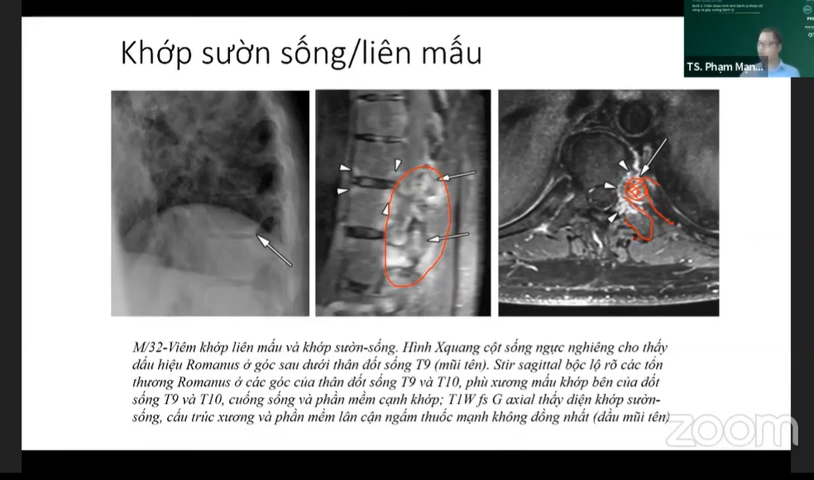 Khớp sườn sống/liên mấu
TS. Phạm Mạn...
M/32-Viêm khớp liên mấu và khớp sườn-sống. Hình Xquang cột sống ngực nghiêng cho thấy
dấu hiệu Romanus ở góc sau dưới thân đốt sống T9 (mũi tên). Stir sagittal bộc lộ rõ các tổn
thương Romanus ở các góc của thân đốt sống T9 và T10, phù xương mấu khớp bên của đốt
sống T9 và T10, cuống sống và phần mềm cạnh khớp; T1W fs G axial thấy diện khớp sườn-
sống, cấu trúc xương và phần mềm lân cận ngấm thuốc mạnh không đồng nhất (đầu mũi tên)
zoom